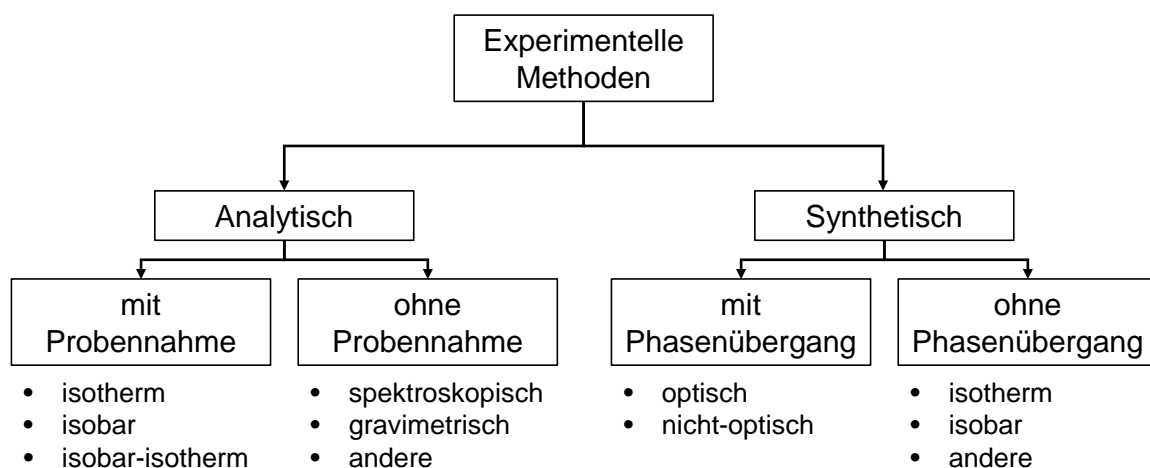 Experimentelle
Methoden
Analytisch
Synthetisch
mit
Probennahme
ohne
Probennahme
mit
Phasenübergang
ohne
Phasenübergang
• isotherm
• isobar
• isobar-isotherm
• spektroskopisch
• gravimetrisch
• andere
• optisch
• nicht-optisch
• isotherm
• isobar
• andere